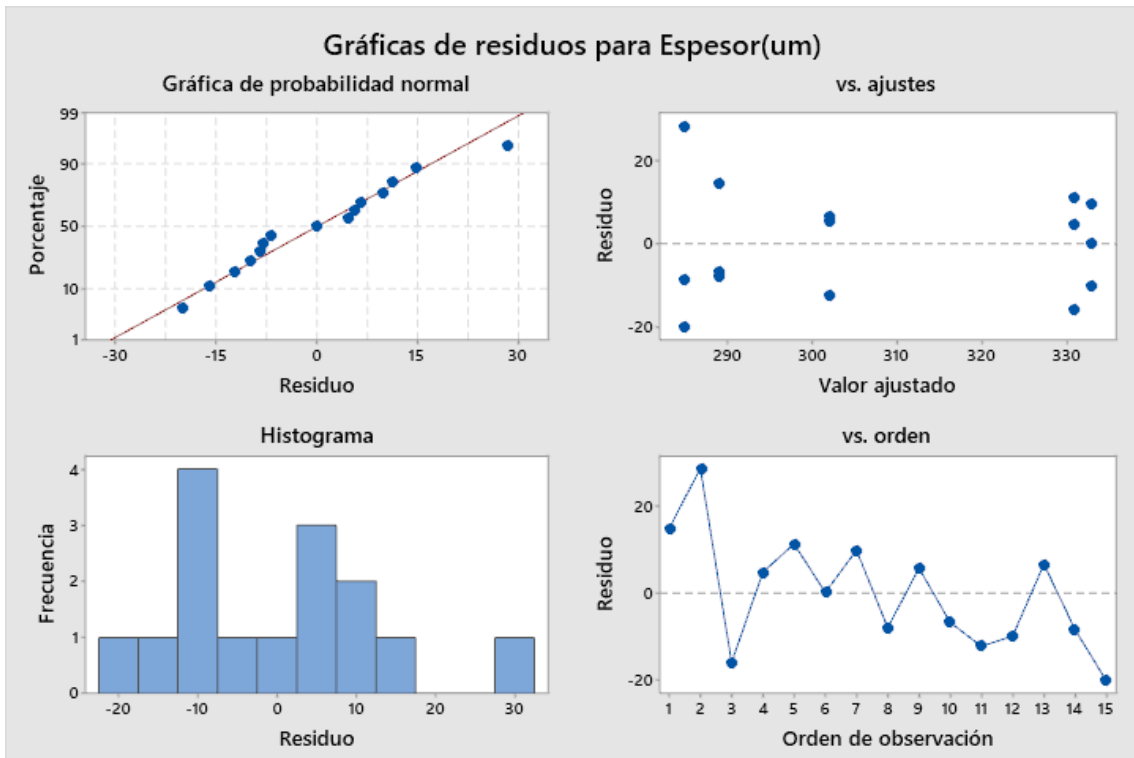 Gráficas de residuos para Espesor(um)
Gráfica de probabilidad normal
99
90
50
10
1
Porcentaje
-30 -15 0 15 30
Residuo
vs. ajustes
20
0
-20
Residuo
290 300 310 320 330
Valor ajustado
Histograma
4
3
2
1
0
Frecuencia
-20 -10 0 10 20 30
Residuo
vs. orden
20
0
-20
Residuo
1 2 3 4 5 6 7 8 9 10 11 12 13 14 15
Orden de observación